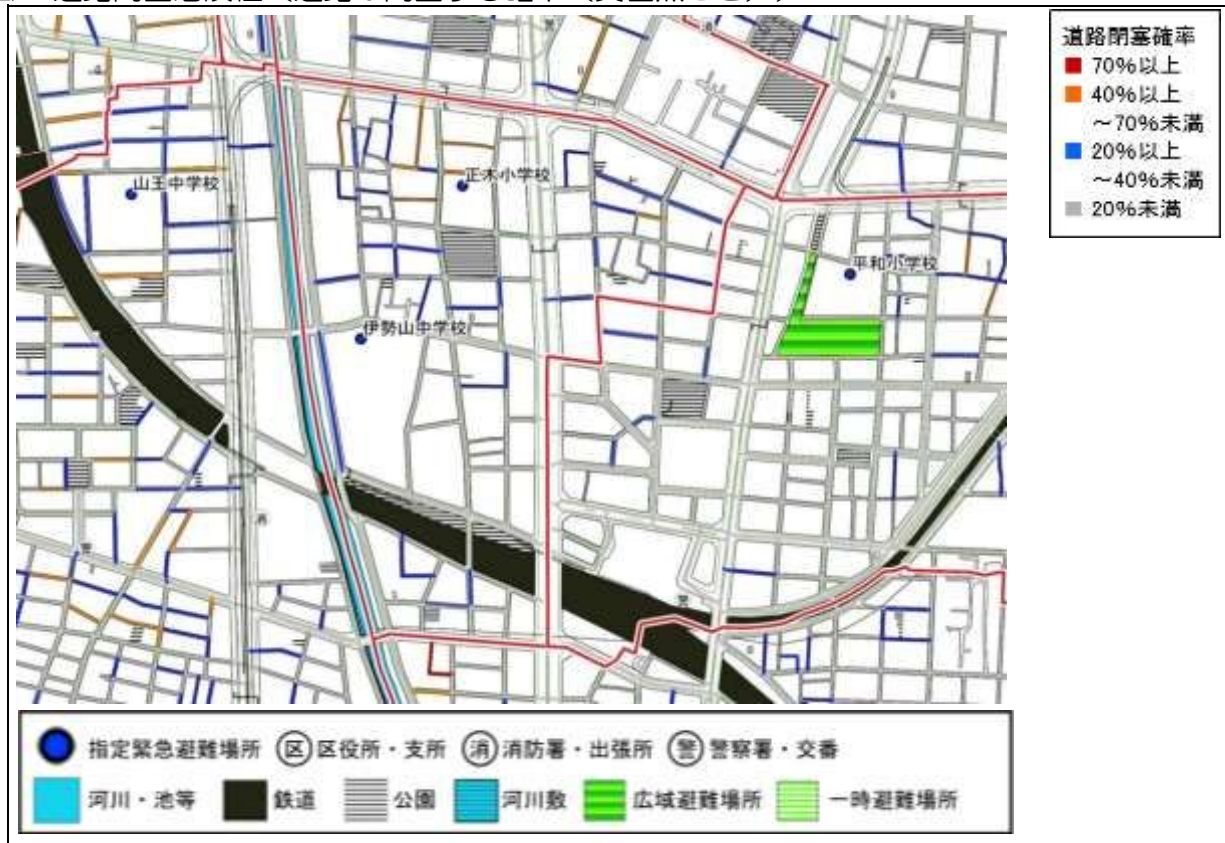 道路閉塞確率
70%以上
40%以上
～70%未満
20%以上
～40%未満
20%未満
山王中学校
正木小学校
平和小学校
伊勢山中学校
指定緊急避難場所 区 区役所・支所 消 消防署・出張所 警 警察署・交番
河川・池等 鉄道 公園 河川敷 広域避難場所 一時避難場所